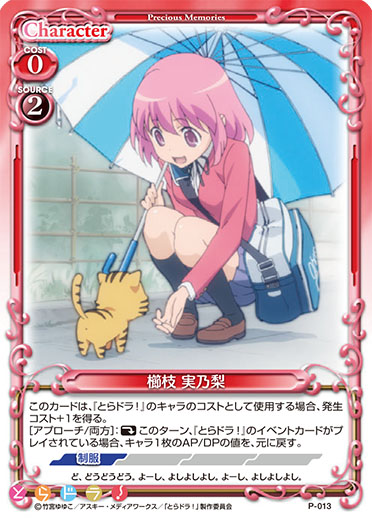 Precious Memories
Character
COST
0
SOURCE
2
櫛枝 実乃梨
このカードは、『とらドラ！』のキャラのコストとして使用する場合、発生
コスト+1を得る。
［アプローチ/両方］：このターン、『とらドラ！』のイベントカードがプ
レイされている場合、キャラ1枚のAP/DPの値を、元に戻す。
制服
ど、どうどうどう。よーし、よしよしよし。よーし、よしよしよし。
とらドラ！
©竹宮ゆゆこ／アスキー・メディアワークス／「とらドラ！」製作委員会
P-013